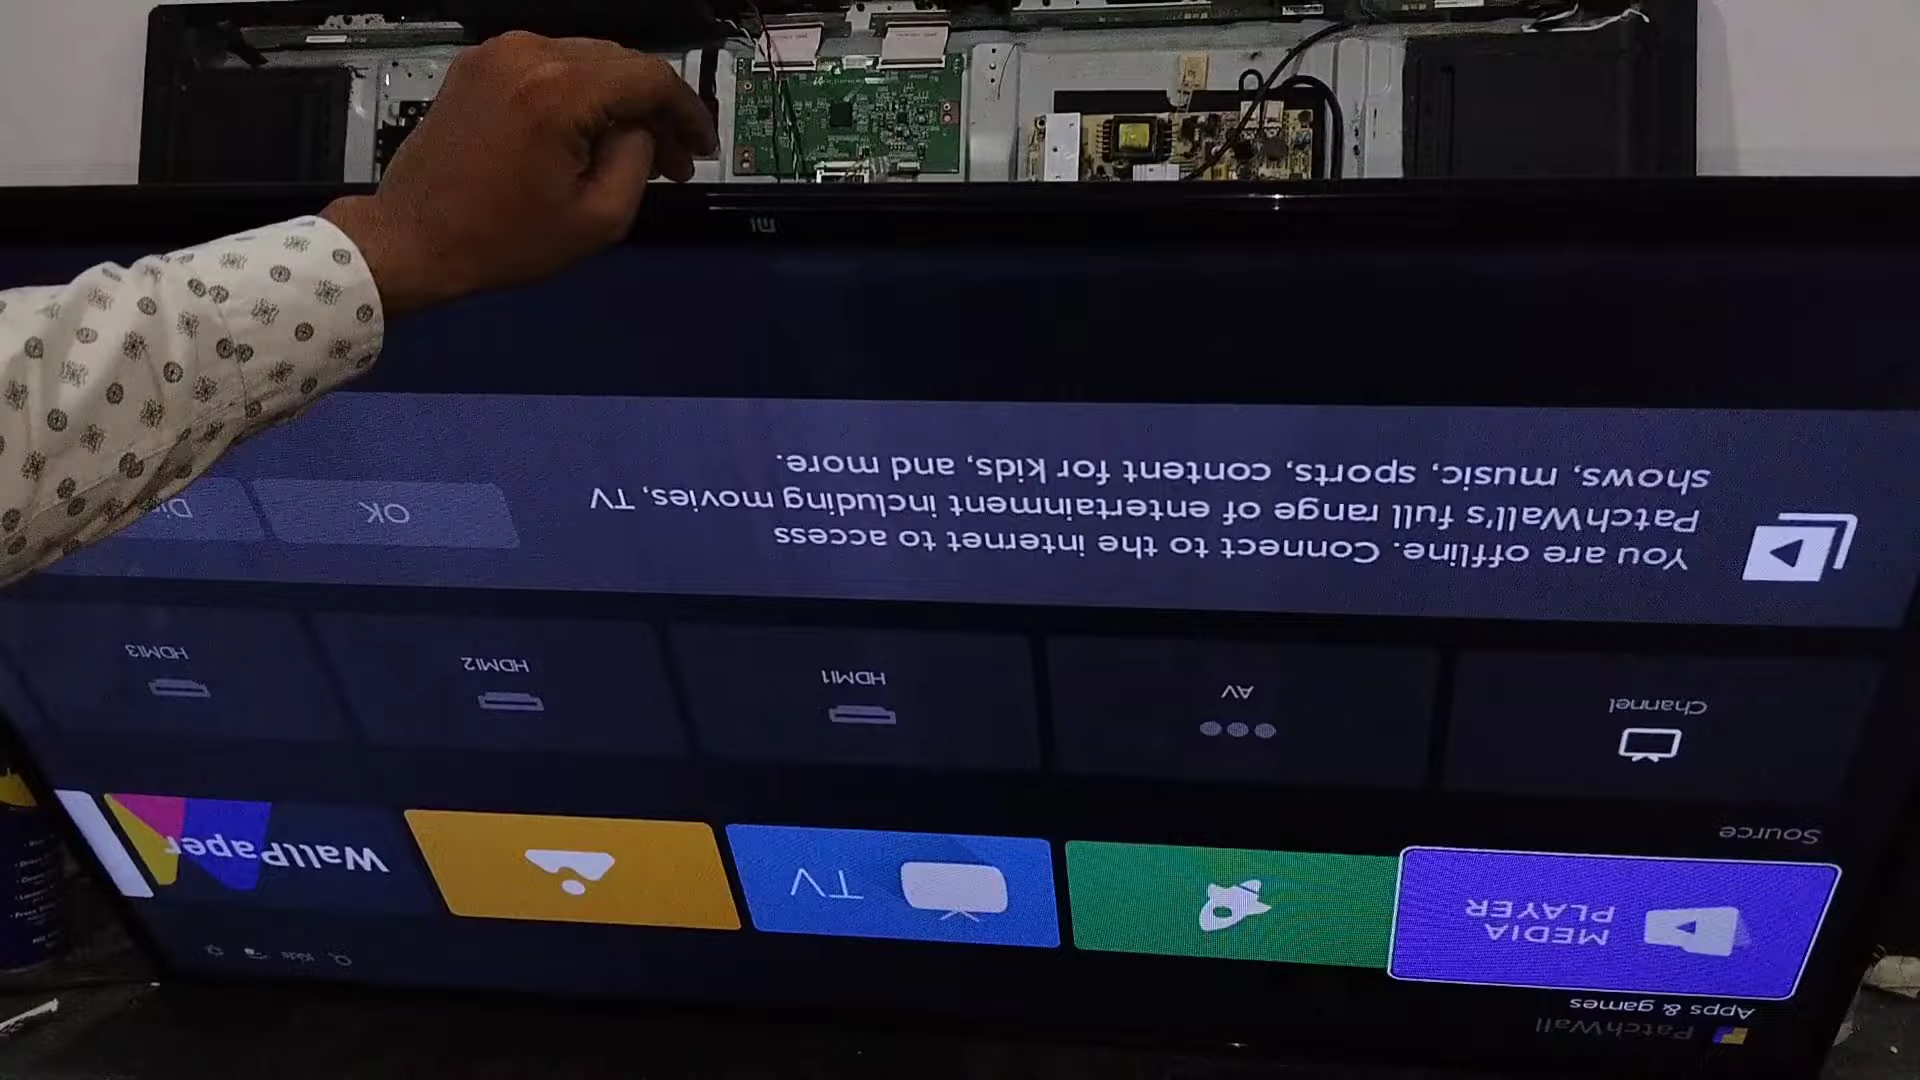 PatchWall
Apps & games
Kids
MEDIA
PLAYER
TV
WallPaper
Source
Channel
AV
HDMI1
HDMI2
HDMI3
You are offline. Connect to the internet to access
PatchWall's full range of entertainment including movies, TV
shows, music, sports, content for kids, and more.
OK
mi